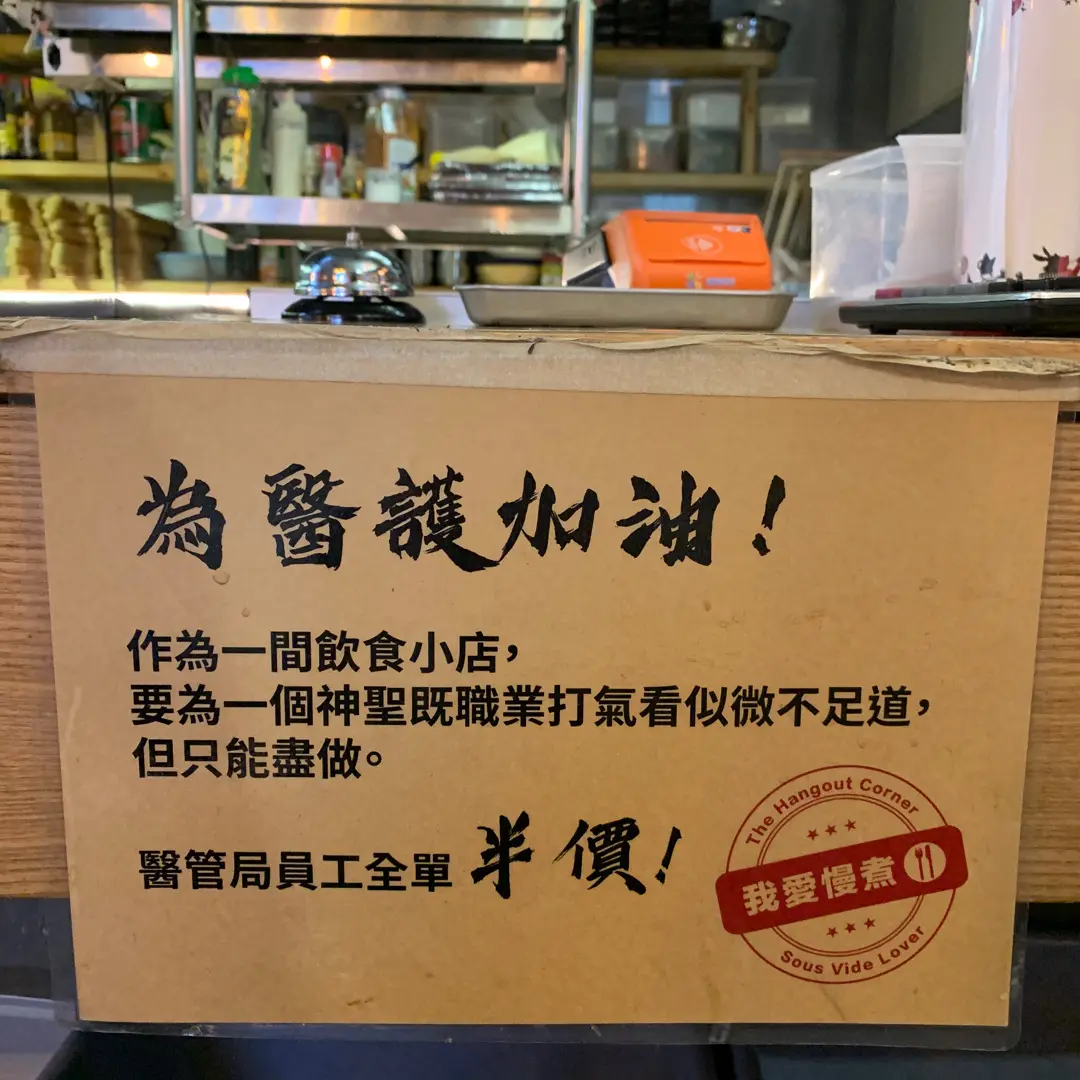 為醫護加油!
作為一間飲食小店,
要為一個神聖既職業打氣看似微不足道,
但只能盡做。
醫管局員工全單 半價!
The Hangout Corner
我愛慢煮
Sous Vide Lover